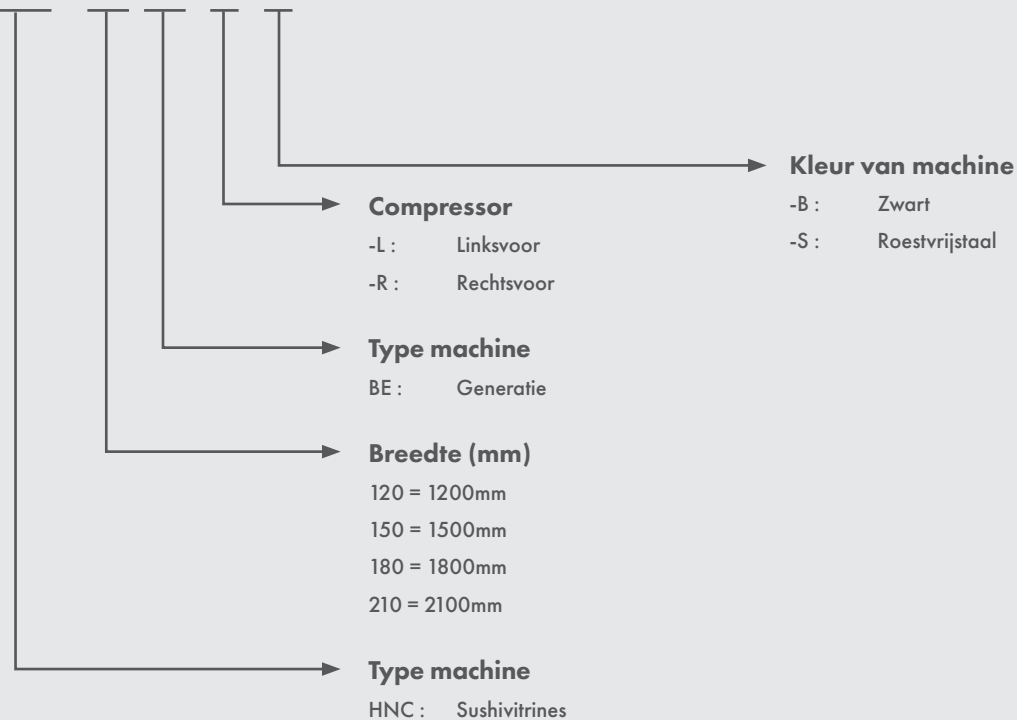 Kleur van machine
-B : Zwart
-S : Roestvrijstaal
Compressor
-L : Linksvoor
-R : Rechtsvoor
Type machine
BE : Generatie
Breedte (mm)
120 = 1200mm
150 = 1500mm
180 = 1800mm
210 = 2100mm
Type machine
HNC : Sushivitrines